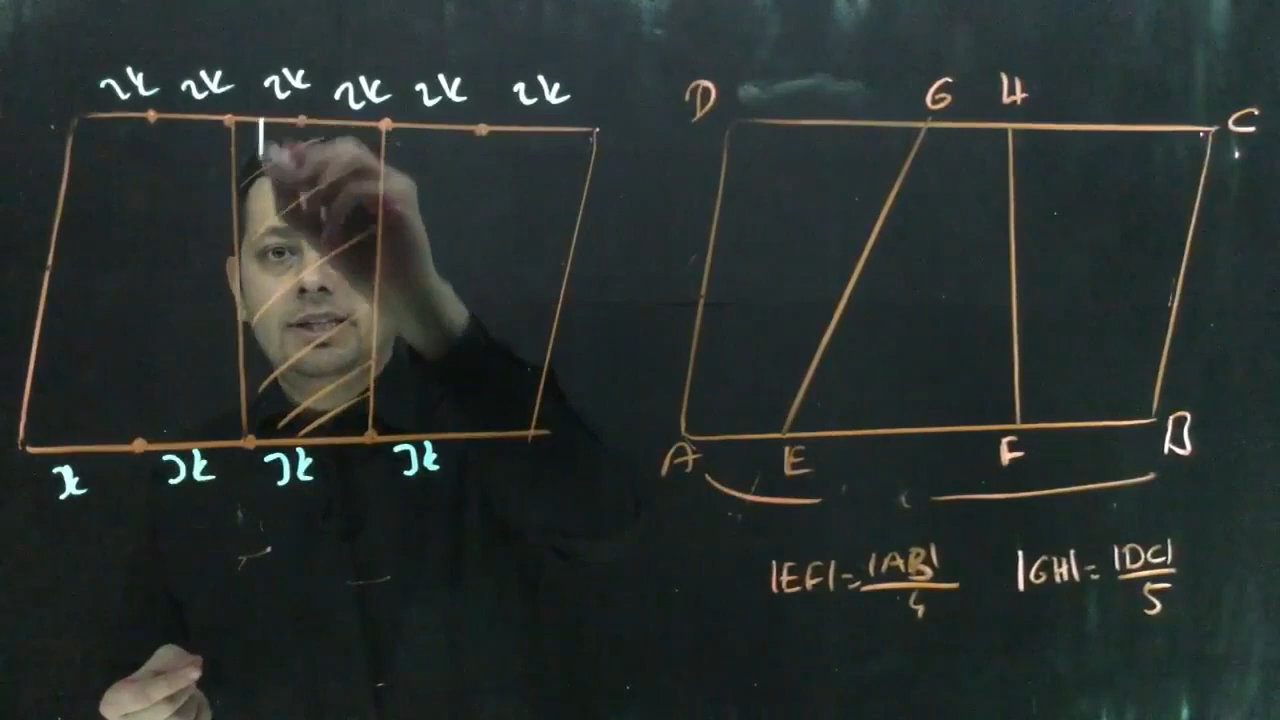 2k 2k 2k 2k 2k 2k
3k 3k 3k
D G H C
A E F B
|EF| = |AB| / 4
|GH| = |DC| / 5